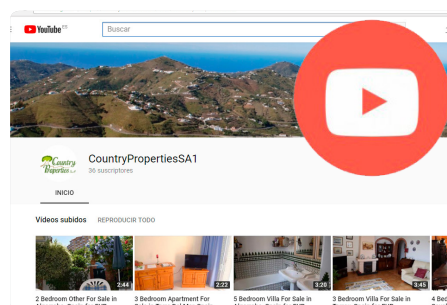 YouTube ES
Buscar
Country
Properties
CountryPropertiesSA1
36 suscriptores
INICIO
Vídeos subidos REPRODUCIR TODO
2:44
2:22
3:20
3:45
2 Bedroom Other For Sale in
3 Bedroom Apartment For
5 Bedroom Villa For Sale in
3 Bedroom Villa For Sale in